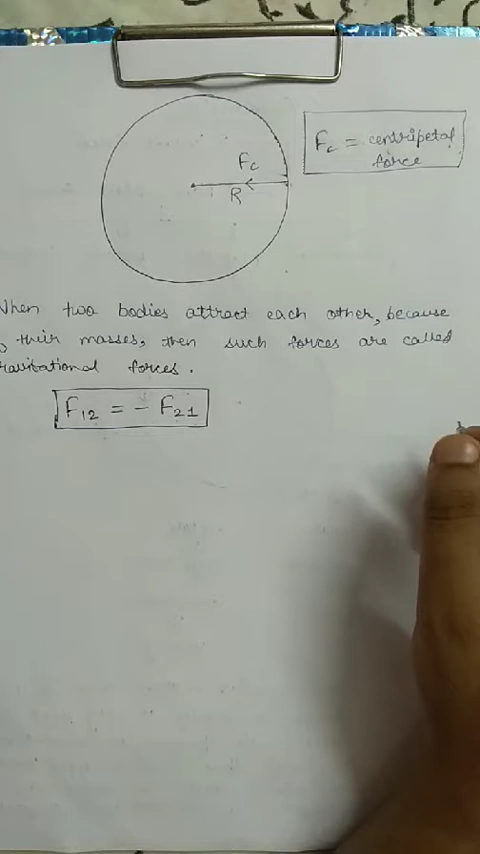 Fc
R
Fc = centripetal
force
When two bodies attract each other, because
their masses, then such forces are called
gravitational forces.
F12 = - F21